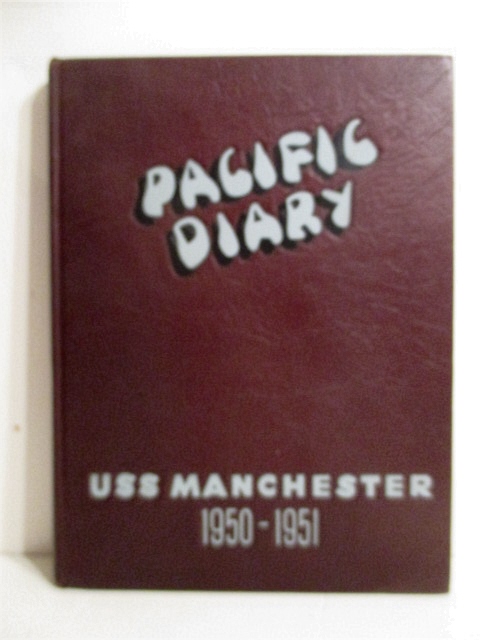 PACIFIC
DIARY
USS MANCHESTER
1950-1951